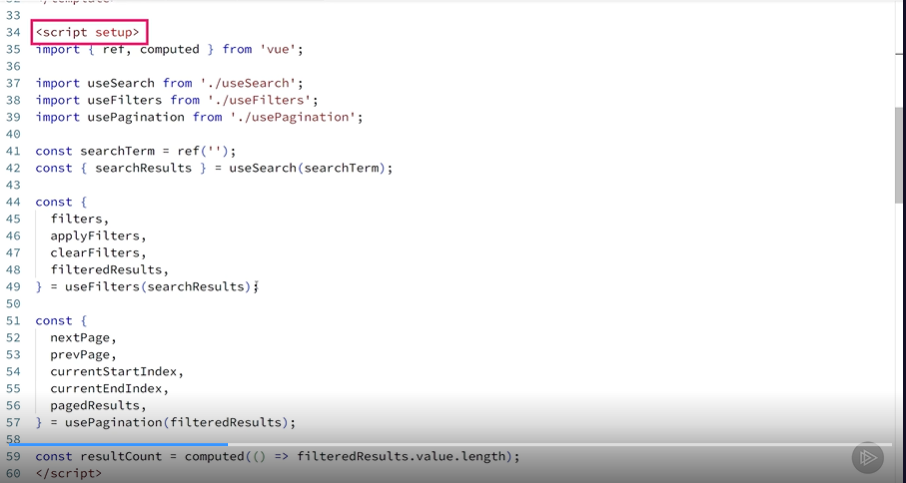 32 </template>
33
34 <script setup>
35 import { ref, computed } from 'vue';
36
37 import useSearch from './useSearch';
38 import useFilters from './useFilters';
39 import usePagination from './usePagination';
40
41 const searchTerm = ref('');
42 const { searchResults } = useSearch(searchTerm);
43
44 const {
45 filters,
46 applyFilters,
47 clearFilters,
48 filteredResults,
49 } = useFilters(searchResults);
50
51 const {
52 nextPage,
53 prevPage,
54 currentStartIndex,
55 currentEndIndex,
56 pagedResults,
57 } = usePagination(filteredResults);
58
59 const resultCount = computed(() => filteredResults.value.length);
60 </script>